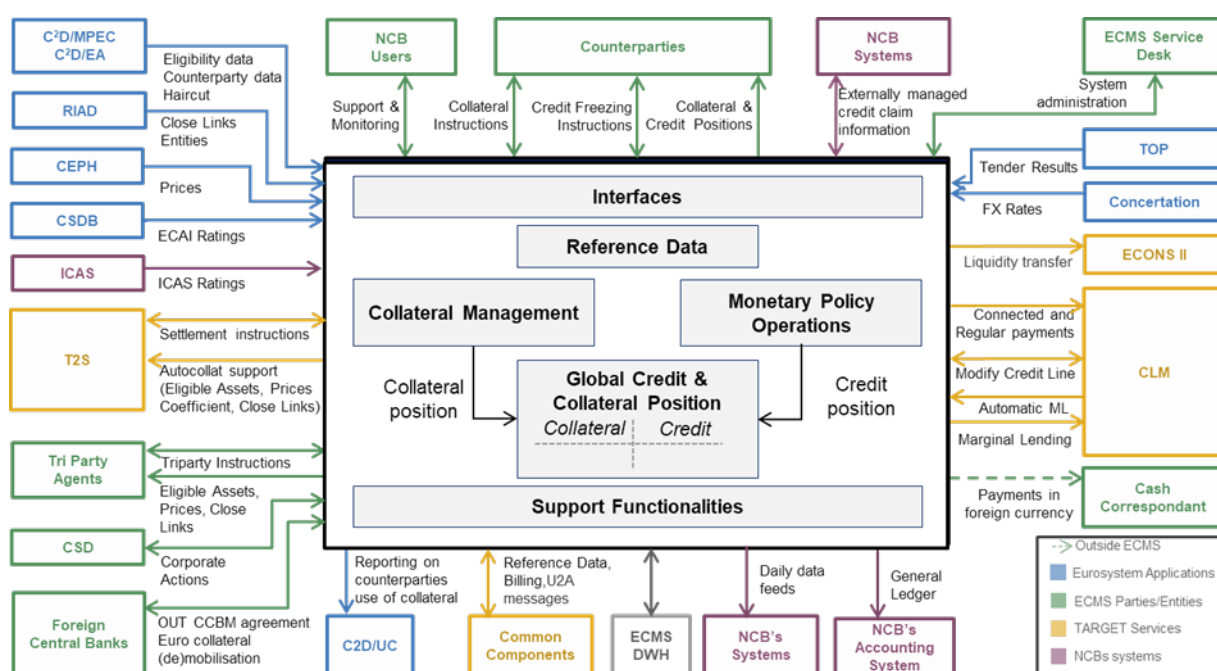 C²D/MPEC
C²D/EA
Eligibility data
Counterparty data
Haircut
RIAD
Close Links
Entities
CEPH
Prices
CSDB
ECAI Ratings
ICAS
ICAS Ratings
T2S
Settlement instructions
Autocollat support
(Eligible Assets, Prices
Coefficient, Close Links)
Tri Party
Agents
Triparty Instructions
Eligible Assets,
Prices, Close
Links
CSD
Corporate
Actions
Foreign
Central Banks
OUT CCBM agreement
Euro collateral
(de)mobilisation
NCB
Users
Support &
Monitoring
Counterparties
Collateral
Instructions
Credit Freezing
Instructions
Collateral &
Credit Positions
NCB
Systems
Externally managed
credit claim
information
ECMS Service
Desk
System
administration
Interfaces
Reference Data
Collateral Management
Monetary Policy
Operations
Collateral
position
Global Credit &
Collateral Position
Collateral
Credit
Credit
position
Support Functionalities
TOP
Tender Results
Concertation
FX Rates
ECONS II
Liquidity transfer
CLM
Connected and
Regular payments
Modify Credit Line
Automatic ML
Marginal Lending
Cash
Correspondant
Payments in
foreign currency
Reporting on
counterparties
use of collateral
C2D/UC
Reference Data,
Billing,U2A
messages
Common
Components
ECMS
DWH
Daily data
feeds
NCB's
Systems
General
Ledger
NCB's
Accounting
System
Outside ECMS
Eurosystem Applications
ECMS Parties/Entities
TARGET Services
NCBs systems